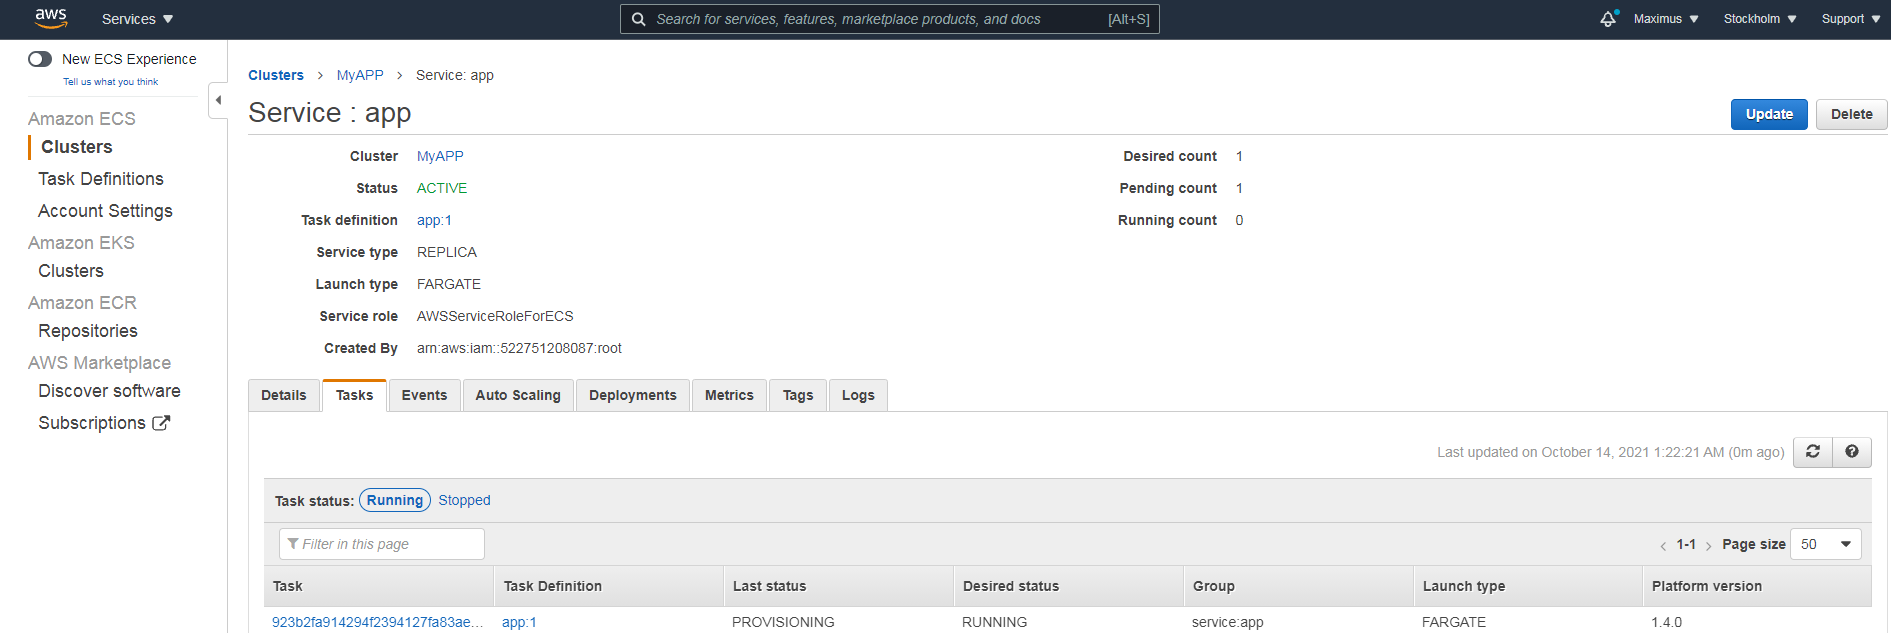 aws Services Search for services, features, marketplace products, and docs [Alt+S] Maximus Stockholm Support
New ECS Experience
Tell us what you think
Amazon ECS
Clusters
Task Definitions
Account Settings
Amazon EKS
Clusters
Amazon ECR
Repositories
AWS Marketplace
Discover software
Subscriptions
Clusters > MyAPP > Service: app
Service : app
Update Delete
Cluster MyAPP
Status ACTIVE
Task definition app:1
Service type REPLICA
Launch type FARGATE
Service role AWSServiceRoleForECS
Created By arn:aws:iam::522751208087:root
Desired count 1
Pending count 1
Running count 0
Details Tasks Events Auto Scaling Deployments Metrics Tags Logs
Last updated on October 14, 2021 1:22:21 AM (0m ago)
Task status: Running Stopped
Filter in this page
< 1-1 > Page size 50
Task Task Definition Last status Desired status Group Launch type Platform version
923b2fa914294f2394127fa83ae... app:1 PROVISIONING RUNNING service:app FARGATE 1.4.0